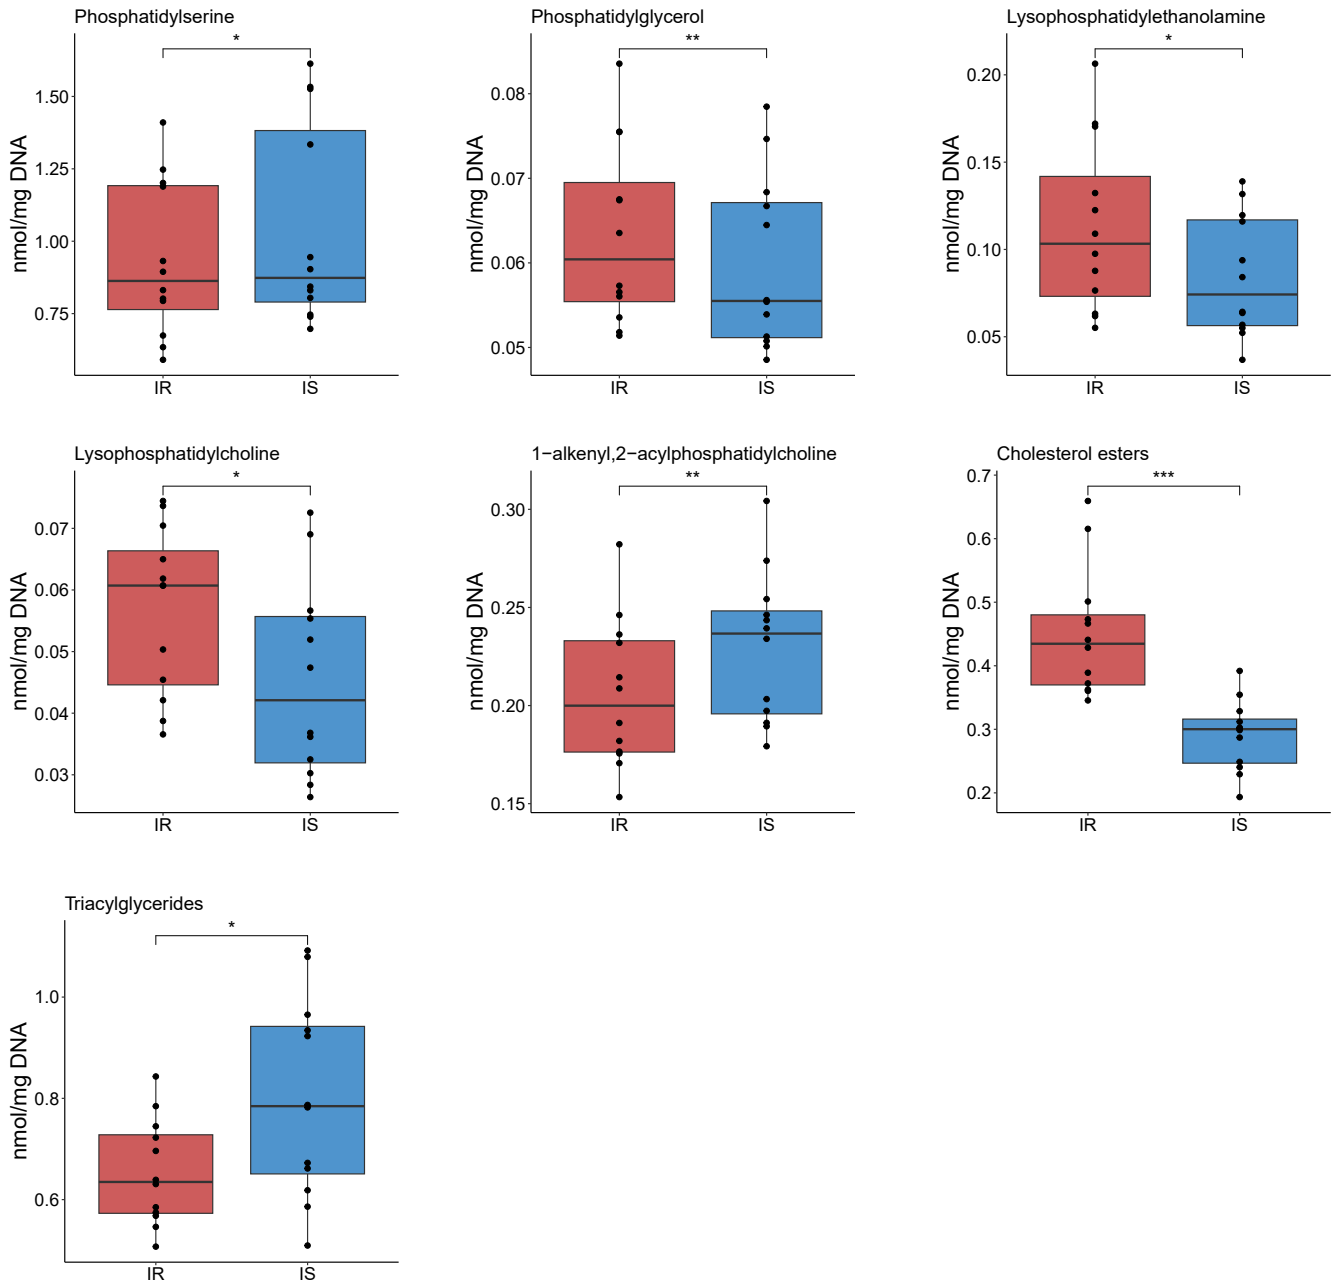 Phosphatidylserine
*
nmol/mg DNA
1.50
1.25
1.00
0.75
IR IS
Phosphatidylglycerol
**
nmol/mg DNA
0.08
0.07
0.06
0.05
IR IS
Lysophosphatidylethanolamine
*
nmol/mg DNA
0.20
0.15
0.10
0.05
IR IS
Lysophosphatidylcholine
*
nmol/mg DNA
0.07
0.06
0.05
0.04
0.03
IR IS
1−alkenyl,2−acylphosphatidylcholine
**
nmol/mg DNA
0.30
0.25
0.20
0.15
IR IS
Cholesterol esters
***
nmol/mg DNA
0.7
0.6
0.5
0.4
0.3
0.2
IR IS
Triacylglycerides
*
nmol/mg DNA
1.0
0.8
0.6
IR IS